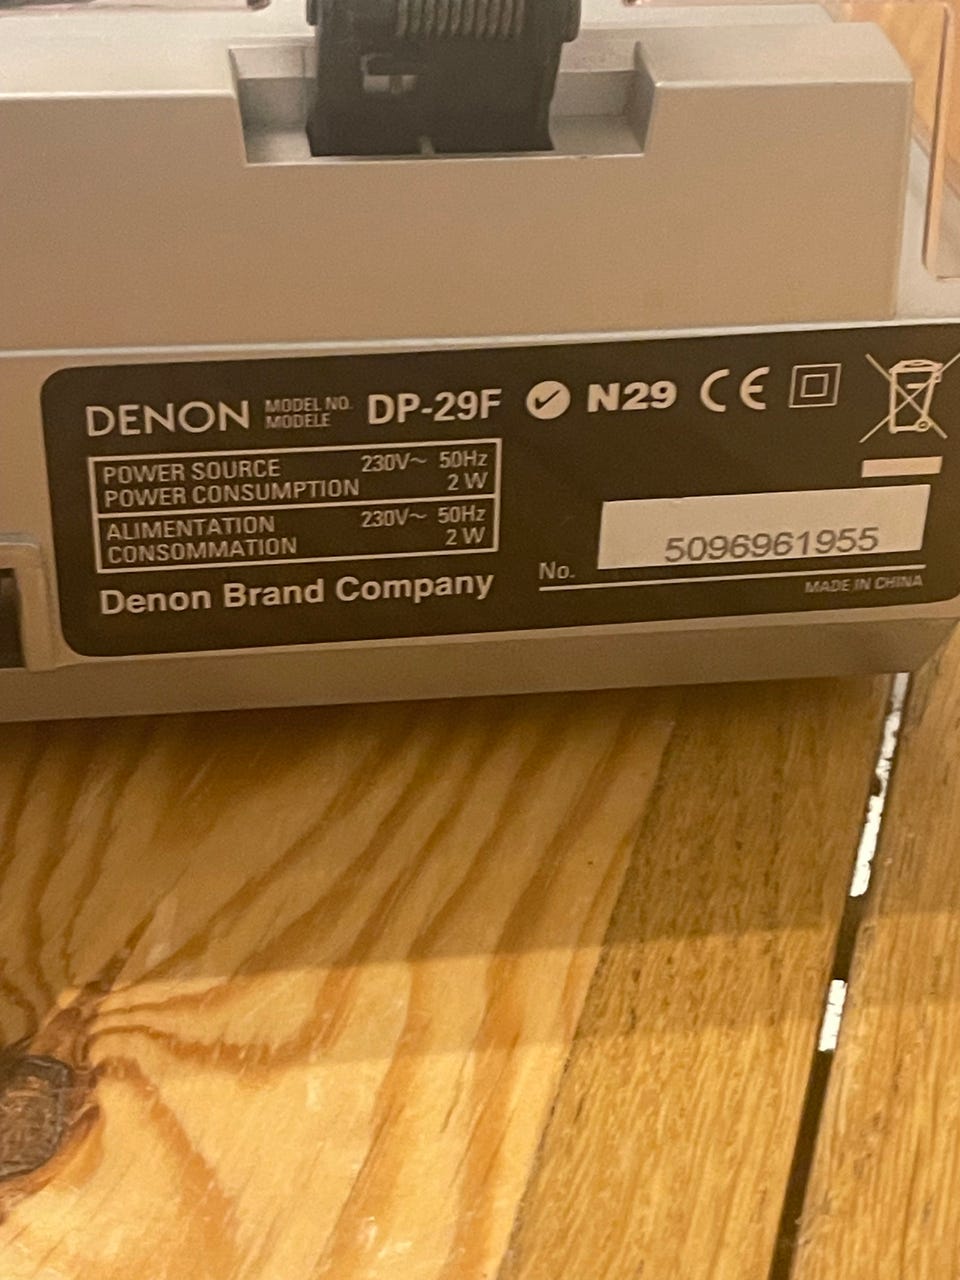 DENON MODEL NO. MODELE DP-29F N29 CE
POWER SOURCE 230V~ 50Hz
POWER CONSUMPTION 2 W
ALIMENTATION 230V~ 50Hz
CONSOMMATION 2 W
Denon Brand Company
No. 5096961955
MADE IN CHINA